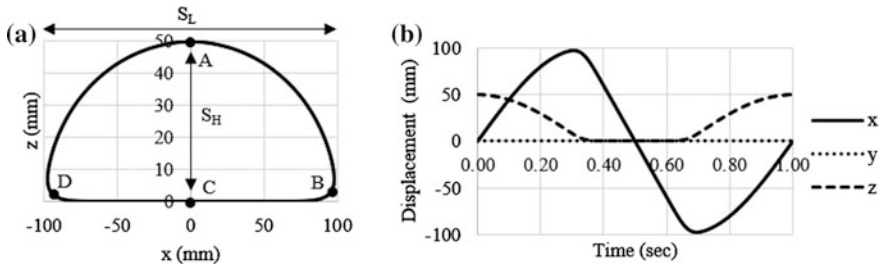 (a)
S_L
z (mm)
50
40
30
20
10
0
A
S_H
D
C
B
-100 -50 0 50 100
x (mm)
(b)
Displacement (mm)
100
50
0
-50
-100
0.00 0.20 0.40 0.60 0.80 1.00
Time (sec)
x
y
z